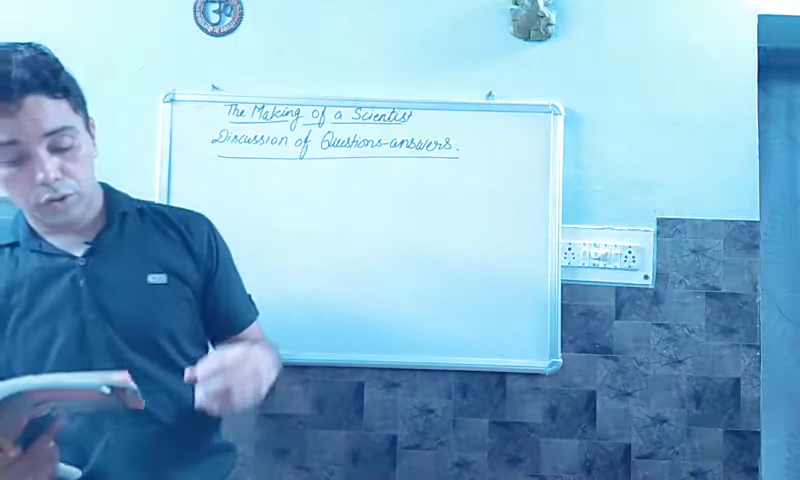 The Making of a Scientist
Discussion of Questions-answers.